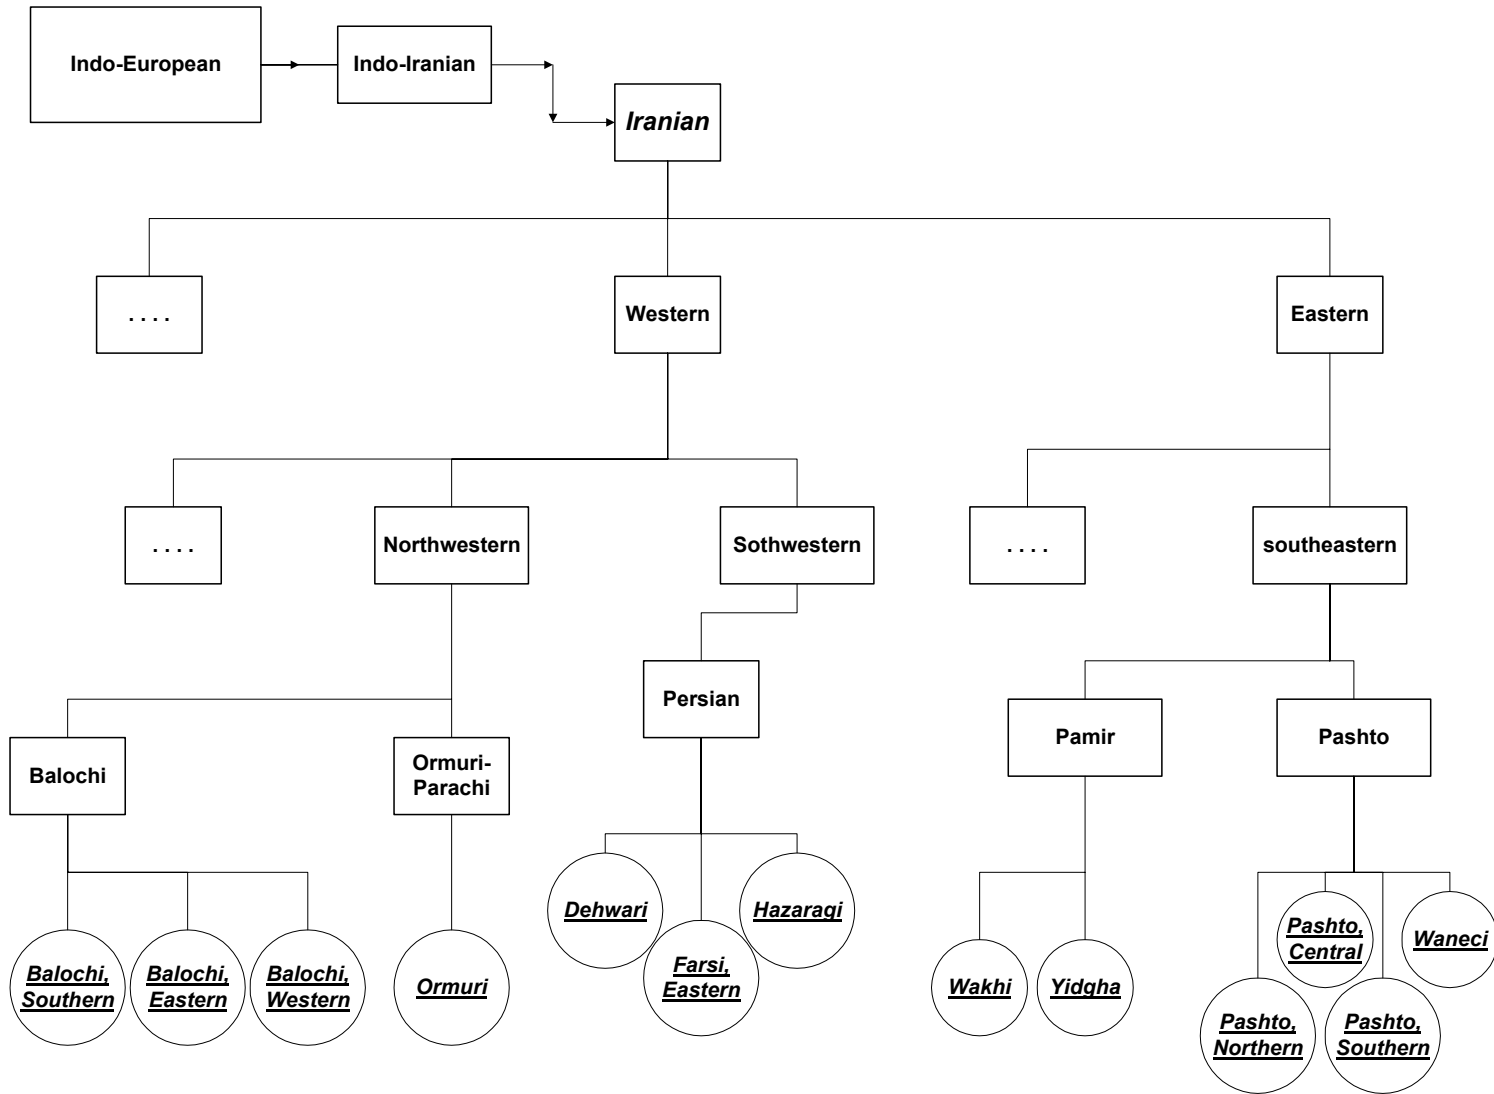 Indo-European
Indo-Iranian
Iranian
. . . .
Western
Eastern
. . . .
Northwestern
Sothwestern
. . . .
southeastern
Persian
Pamir
Pashto
Balochi
Ormuri-
Parachi
Dehwari
Hazaragi
Farsi,
Eastern
Pashto,
Central
Waneci
Balochi,
Southern
Balochi,
Eastern
Balochi,
Western
Ormuri
Wakhi
Yidgha
Pashto,
Northern
Pashto,
Southern